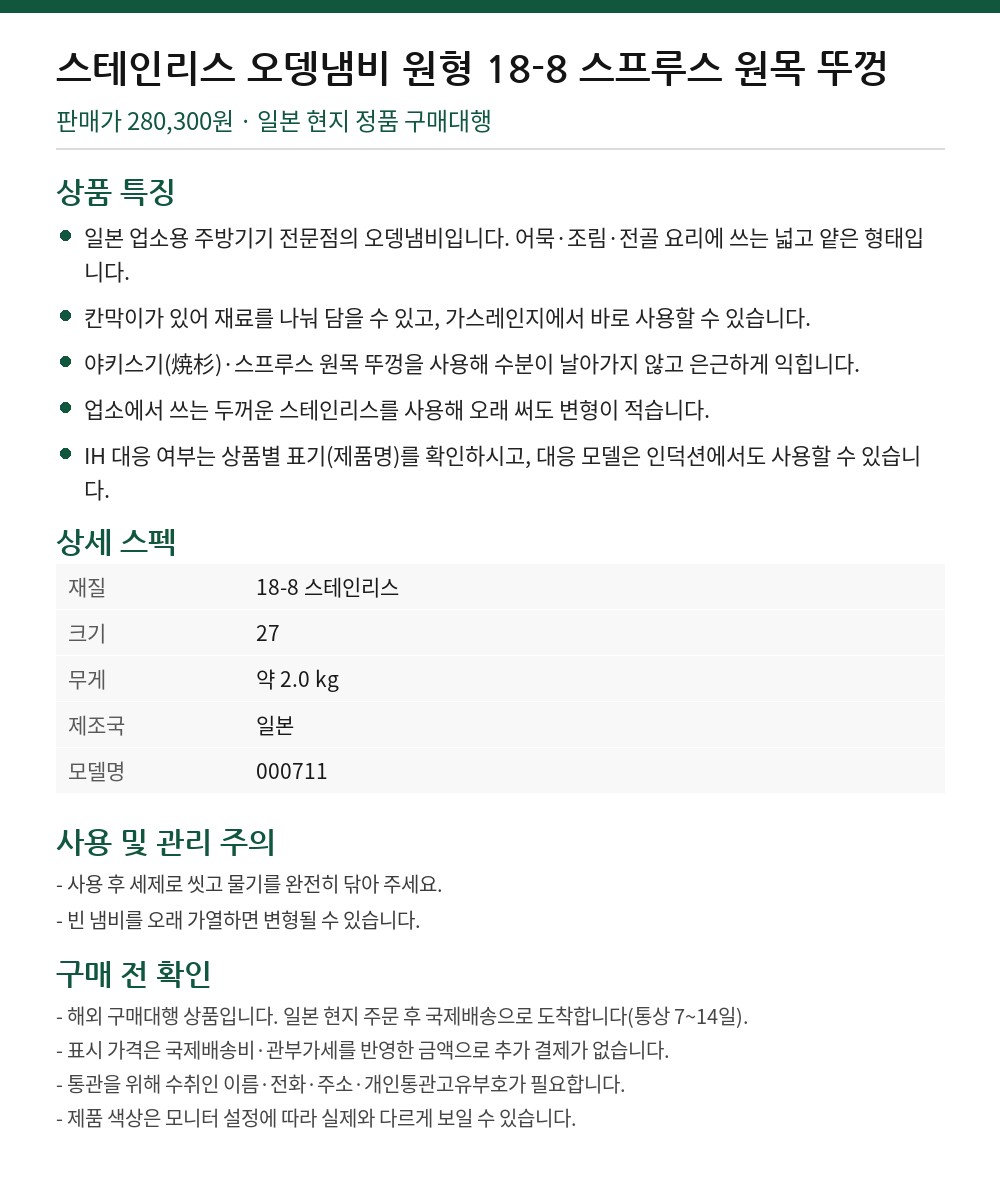 스테인리스 오뎅냄비 원형 18-8 스프루스 원목 뚜껑
판매가 280,300원 · 일본 현지 정품 구매대행
상품 특징
● 일본 업소용 주방기기 전문점의 오뎅냄비입니다. 어묵·조림·전골 요리에 쓰는 넓고 얕은 형태입
니다.
● 칸막이가 있어 재료를 나눠 담을 수 있고, 가스레인지에서 바로 사용할 수 있습니다.
● 야키스기(焼杉)·스프루스 원목 뚜껑을 사용해 수분이 날아가지 않고 은근하게 익힙니다.
● 업소에서 쓰는 두꺼운 스테인리스를 사용해 오래 써도 변형이 적습니다.
● IH 대응 여부는 상품별 표기(제품명)를 확인하시고, 대응 모델은 인덕션에서도 사용할 수 있습니
다.
상세 스펙
재질 18-8 스테인리스
크기 27
무게 약 2.0 kg
제조국 일본
모델명 000711
사용 및 관리 주의
- 사용 후 세제로 씻고 물기를 완전히 닦아 주세요.
- 빈 냄비를 오래 가열하면 변형될 수 있습니다.
구매 전 확인
- 해외 구매대행 상품입니다. 일본 현지 주문 후 국제배송으로 도착합니다(통상 7~14일).
- 표시 가격은 국제배송비·관부가세를 반영한 금액으로 추가 결제가 없습니다.
- 통관을 위해 수취인 이름·전화·주소·개인통관고유부호가 필요합니다.
- 제품 색상은 모니터 설정에 따라 실제와 다르게 보일 수 있습니다.